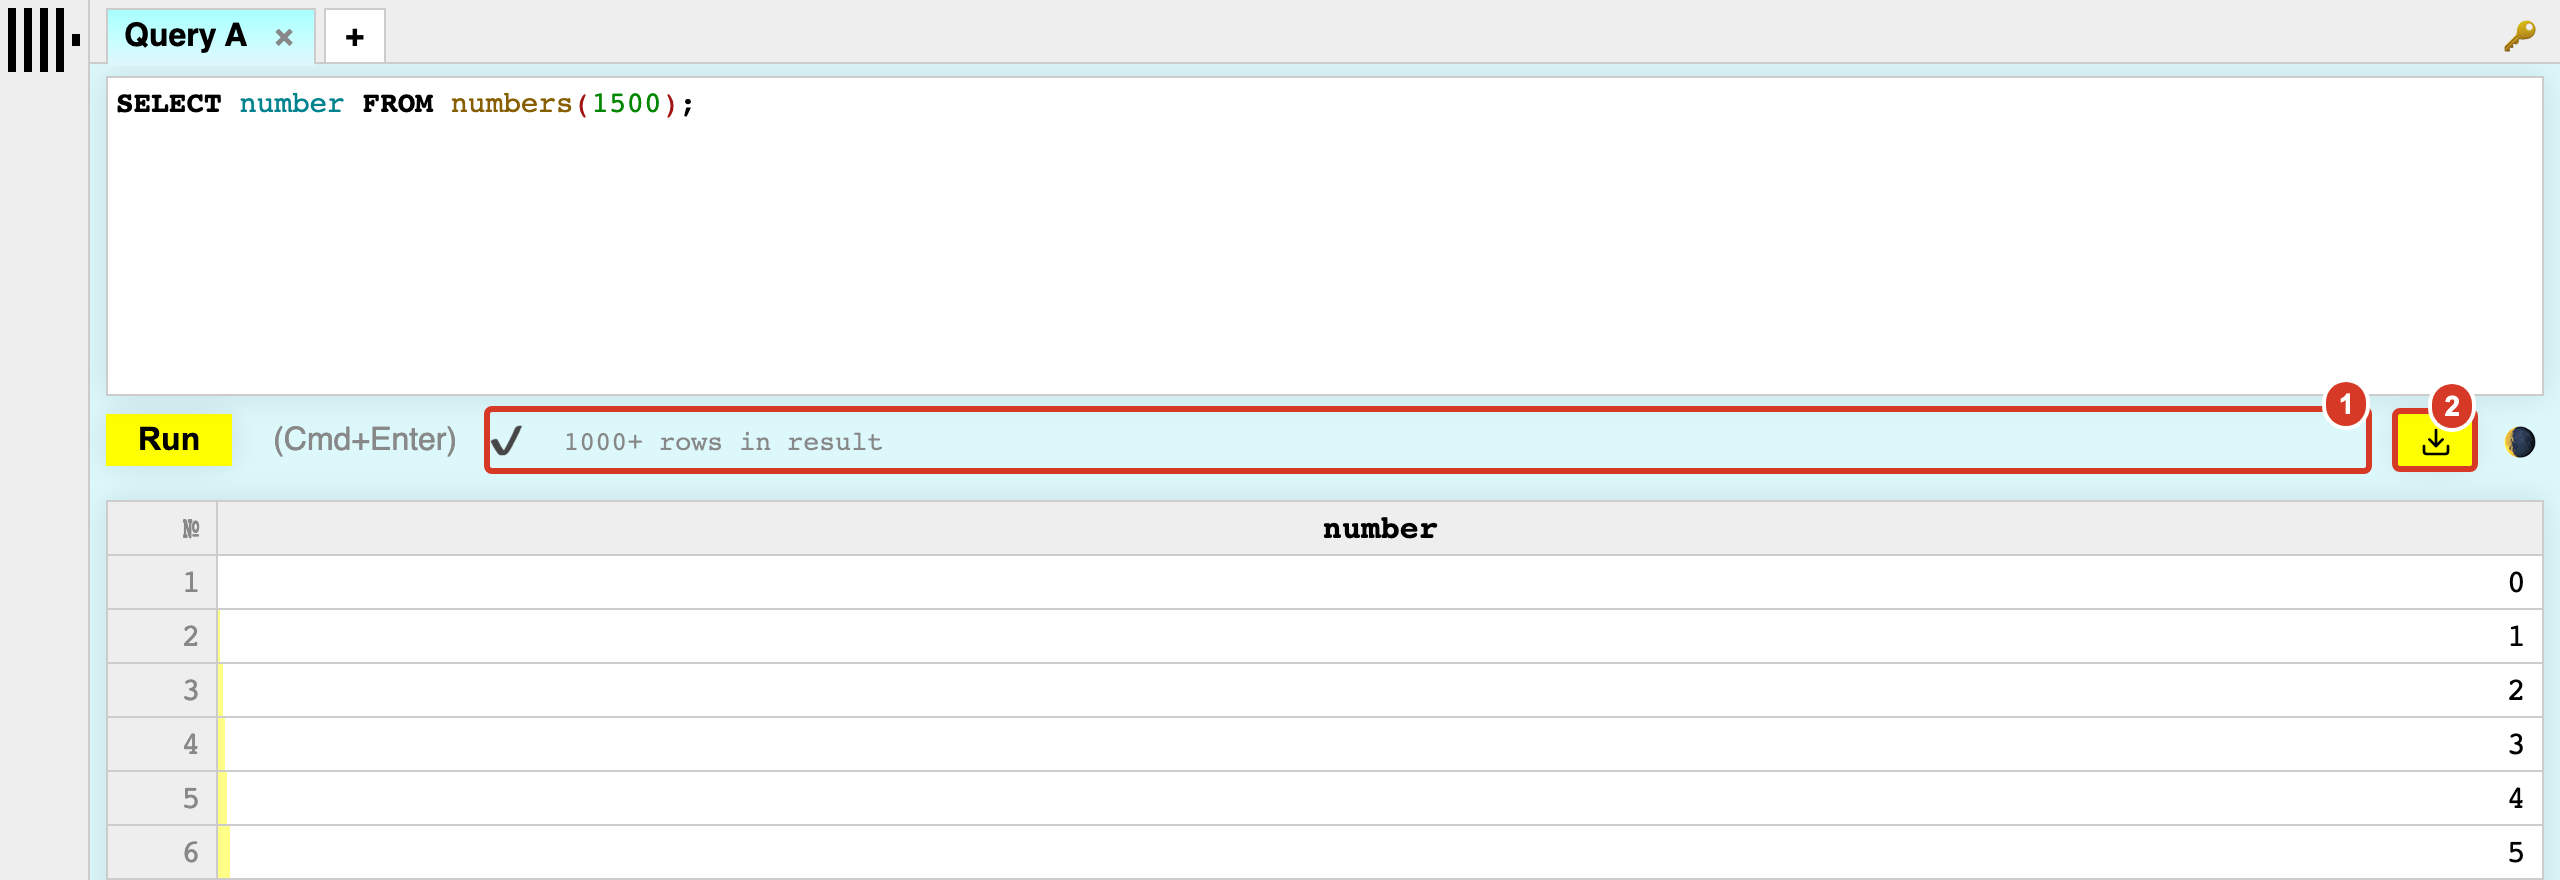 Query A × +
SELECT number FROM numbers(1500);
1 2
Run (Cmd+Enter) ✔ 1000+ rows in result
№ number
1 0
2 1
3 2
4 3
5 4
6 5